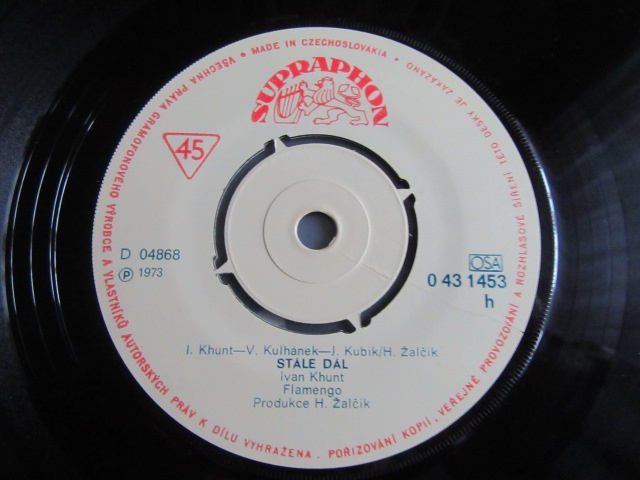 VŠECHNA PRÁVA GRAMOFONOVÉHO VÝROBCE A VLASTNÍKŮ AUTORSKÝCH PRÁV K DÍLU VYHRAŽENA. POŘIZOVÁNÍ KOPIÍ, VEREJNÉ PROVOZOVÁNÍ A ROZHLASOVÉ ŠÍŘENÍ TÉTO DESKY JE ZAKÁZÁNO
• MADE IN CZECHOSLOVAKIA •
SUPRAPHON
45
D 04868
Ⓟ 1973
OSA
0 43 1453
h
I. Khunt—V. Kulhánek—J. Kubík/H. Žalčík
STÁLE DÁL
Ivan Khunt
Flamengo
Produkce H. Žalčík